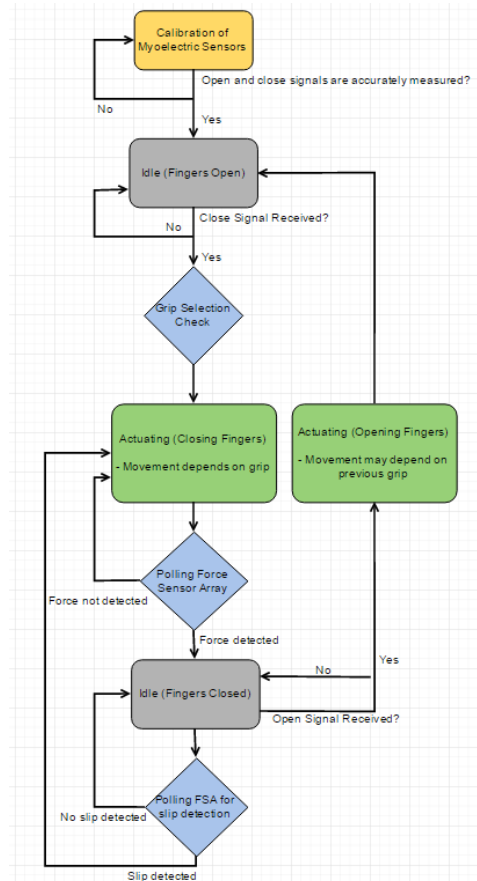 Calibration of
Myoelectric Sensors
Open and close signals are accurately measured?
No
Yes
Idle (Fingers Open)
Close Signal Received?
No
Yes
Grip Selection
Check
Actuating (Closing Fingers)
- Movement depends on grip
Actuating (Opening Fingers)
- Movement may depend on
previous grip
Polling Force
Sensor Array
Force not detected
Force detected
Yes
No
Idle (Fingers Closed)
Open Signal Received?
Polling FSA for
slip detection
No slip detected
Slip detected